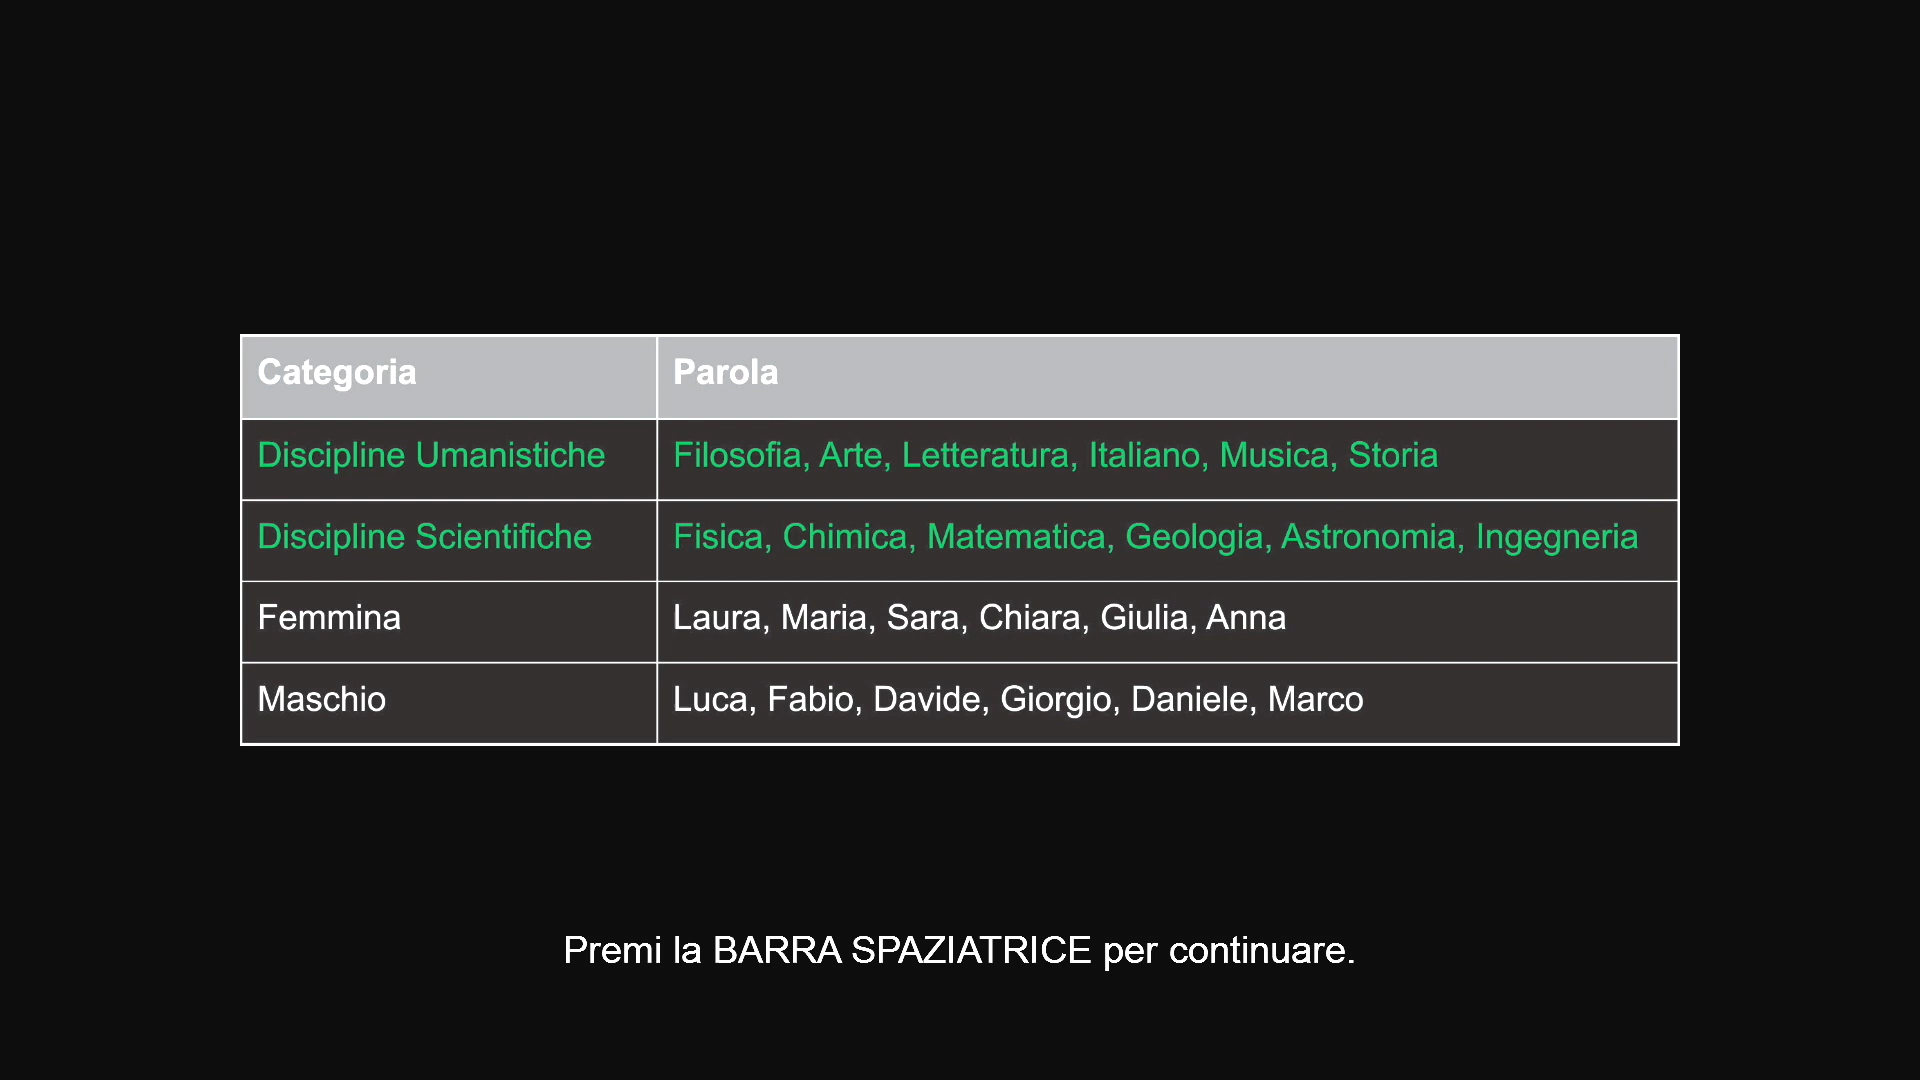 Categoria Parola
Discipline Umanistiche Filosofia, Arte, Letteratura, Italiano, Musica, Storia
Discipline Scientifiche Fisica, Chimica, Matematica, Geologia, Astronomia, Ingegneria
Femmina Laura, Maria, Sara, Chiara, Giulia, Anna
Maschio Luca, Fabio, Davide, Giorgio, Daniele, Marco
Premi la BARRA SPAZIATRICE per continuare.